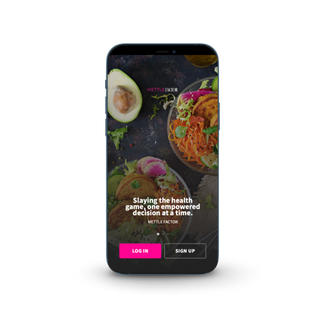 METTLE FACTOR
Slaying the health
game, one empowered
decision at a time.
METTLE FACTOR
LOG IN
SIGN UP